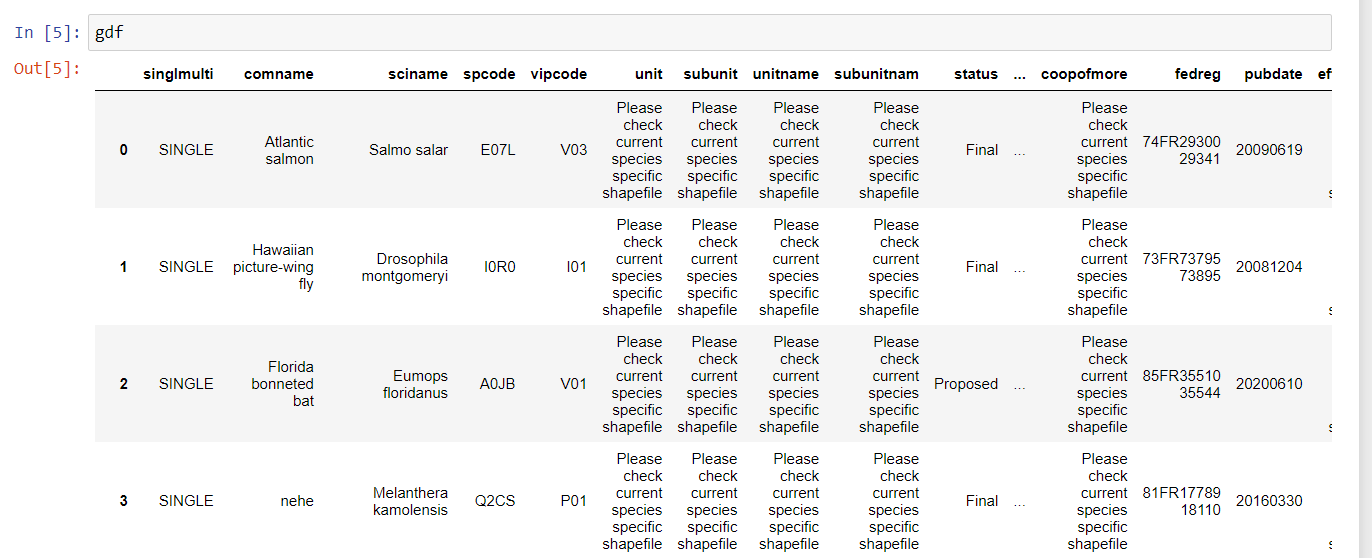 In [5]: gdf
Out[5]:
singlmulti comname sciname spcode vipcode unit subunit unitname subunitnam status ... coopofmore fedreg pubdate ef
Please Please Please Please Please
check check check check check
0 SINGLE Atlantic salmon Salmo salar E07L V03 current current current current Final ... current 74FR29300 29341 20090619
species species species species species
specific specific specific specific specific
shapefile shapefile shapefile shapefile shapefile s
Please Please Please Please Please
check check check check check
1 SINGLE Hawaiian picture-wing fly Drosophila montgomeryi I0R0 I01 current current current current Final ... current 73FR73795 73895 20081204
species species species species species
specific specific specific specific specific
shapefile shapefile shapefile shapefile shapefile s
Please Please Please Please Please
check check check check check
2 SINGLE Florida bonneted bat Eumops floridanus A0JB V01 current current current current Proposed ... current 85FR35510 35544 20200610
species species species species species
specific specific specific specific specific
shapefile shapefile shapefile shapefile shapefile s
Please Please Please Please Please
check check check check check
3 SINGLE nehe Melanthera kamolensis Q2CS P01 current current current current Final ... current 81FR17789 18110 20160330
species species species species species
specific specific specific specific specific
shapefile shapefile shapefile shapefile shapefile s